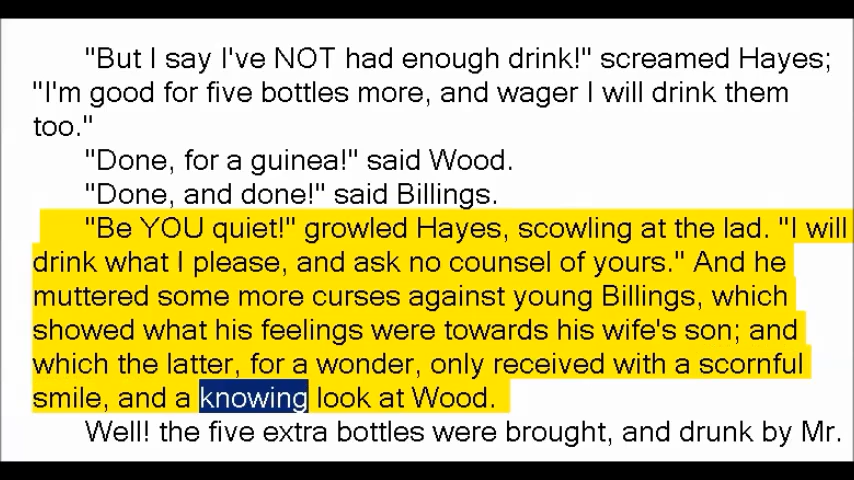 "But I say I've NOT had enough drink!" screamed Hayes;
"I'm good for five bottles more, and wager I will drink them
too."
"Done, for a guinea!" said Wood.
"Done, and done!" said Billings.
"Be YOU quiet!" growled Hayes, scowling at the lad. "I will
drink what I please, and ask no counsel of yours." And he
muttered some more curses against young Billings, which
showed what his feelings were towards his wife's son; and
which the latter, for a wonder, only received with a scornful
smile, and a knowing look at Wood.
Well! the five extra bottles were brought, and drunk by Mr.